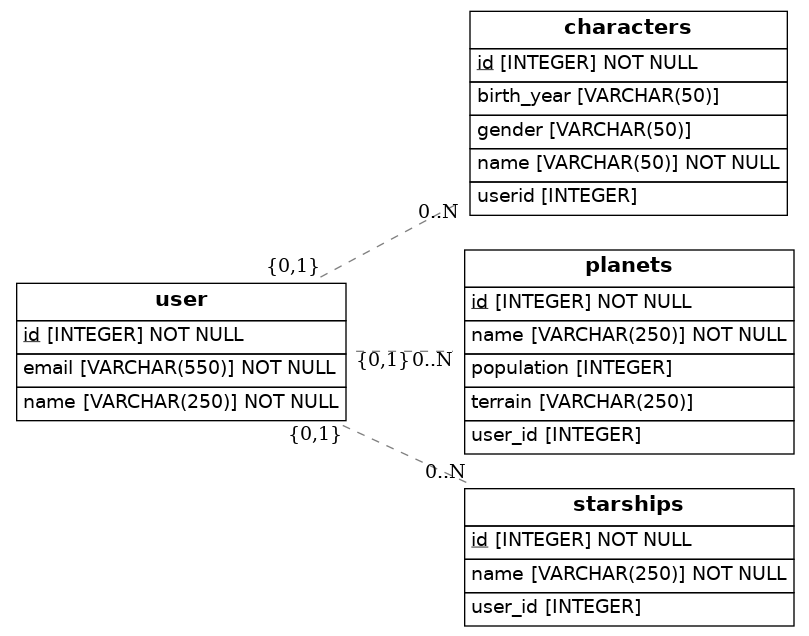 characters
id [INTEGER] NOT NULL
birth_year [VARCHAR(50)]
gender [VARCHAR(50)]
name [VARCHAR(50)] NOT NULL
userid [INTEGER]
0..N
{0,1}
planets
id [INTEGER] NOT NULL
name [VARCHAR(250)] NOT NULL
population [INTEGER]
terrain [VARCHAR(250)]
user_id [INTEGER]
user
id [INTEGER] NOT NULL
email [VARCHAR(550)] NOT NULL
name [VARCHAR(250)] NOT NULL
{0,1} 0..N
{0,1}
0..N
starships
id [INTEGER] NOT NULL
name [VARCHAR(250)] NOT NULL
user_id [INTEGER]